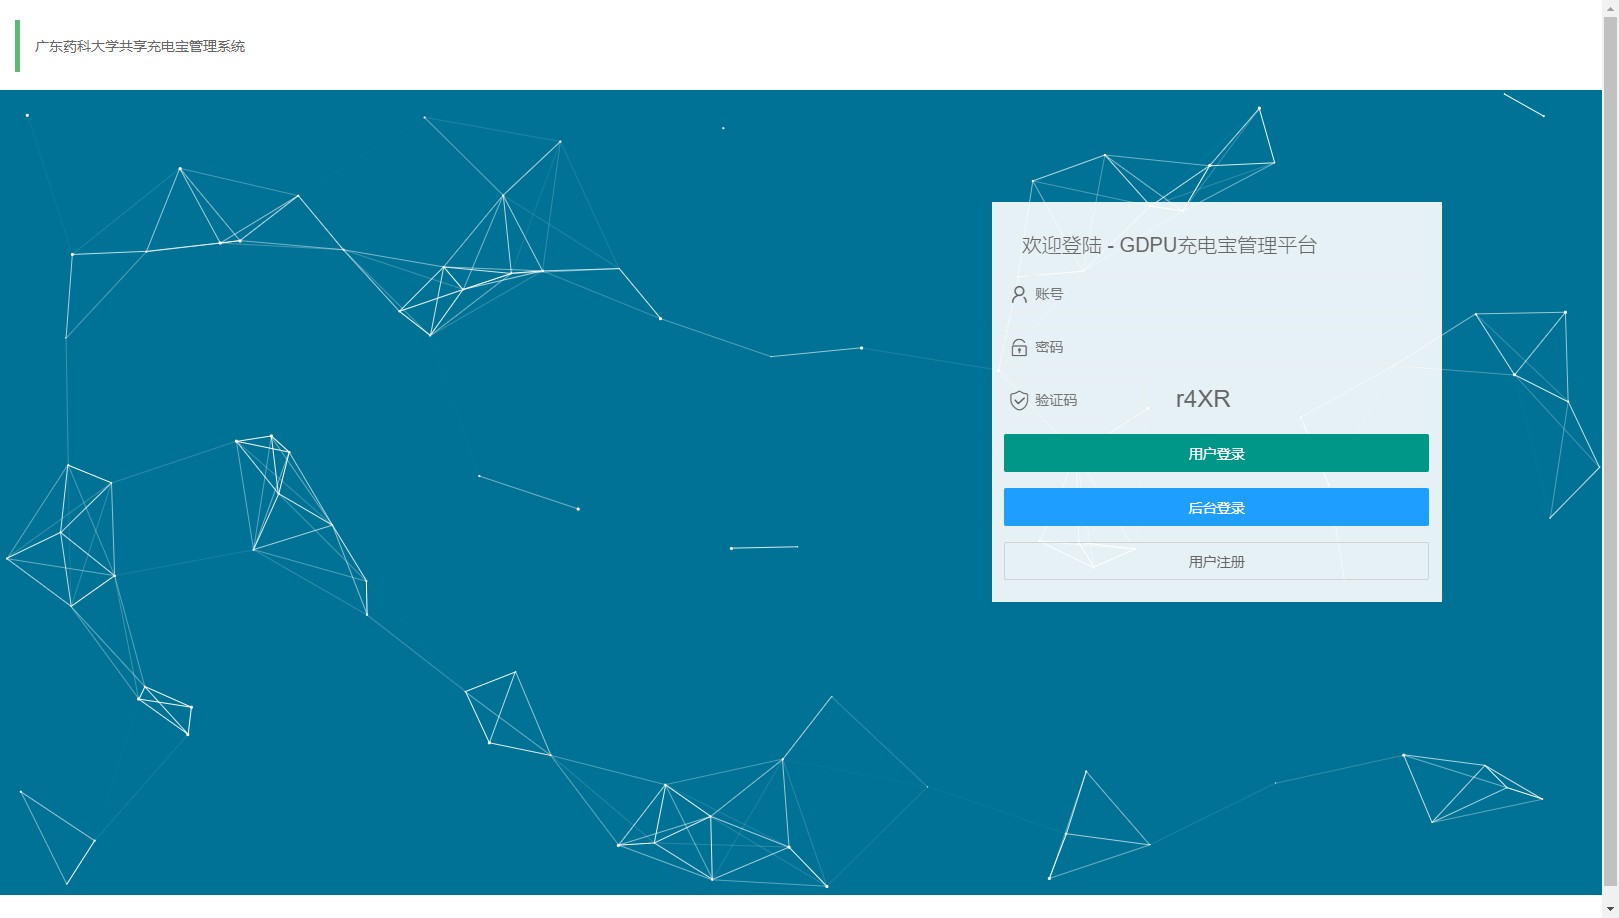 广东药科大学共享充电宝管理系统
欢迎登陆 - GDPU充电宝管理平台
账号
密码
验证码 r4XR
用户登录
后台登录
用户注册